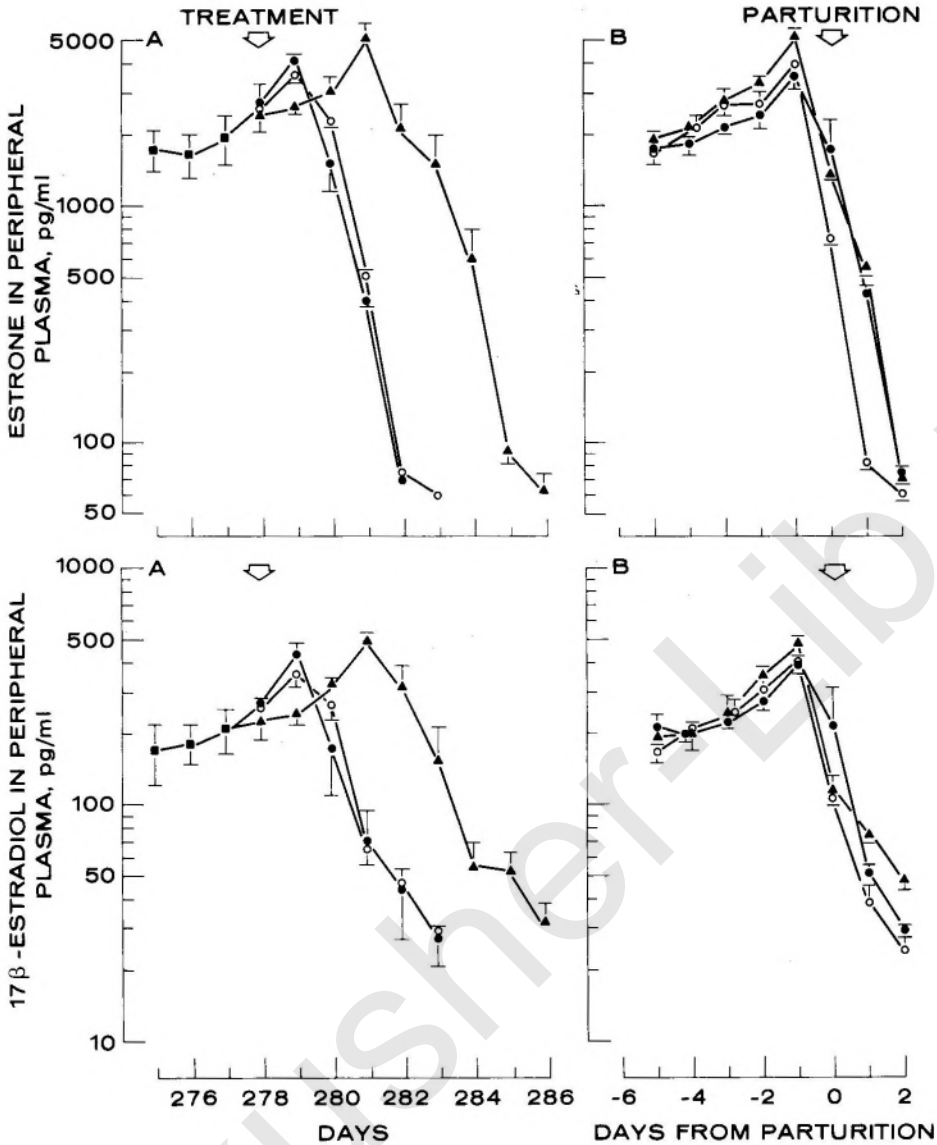 TREATMENT
PARTURITION
A
B
5000
1000
500
100
50
ESTRONE IN PERIPHERAL
PLASMA, pg/ml
A
B
1000
500
100
50
10
17β-ESTRADIOL IN PERIPHERAL
PLASMA, pg/ml
276 278 280 282 284 286
-6 -4 -2 0 2
DAYS
DAYS FROM PARTURITION
usher-Lib